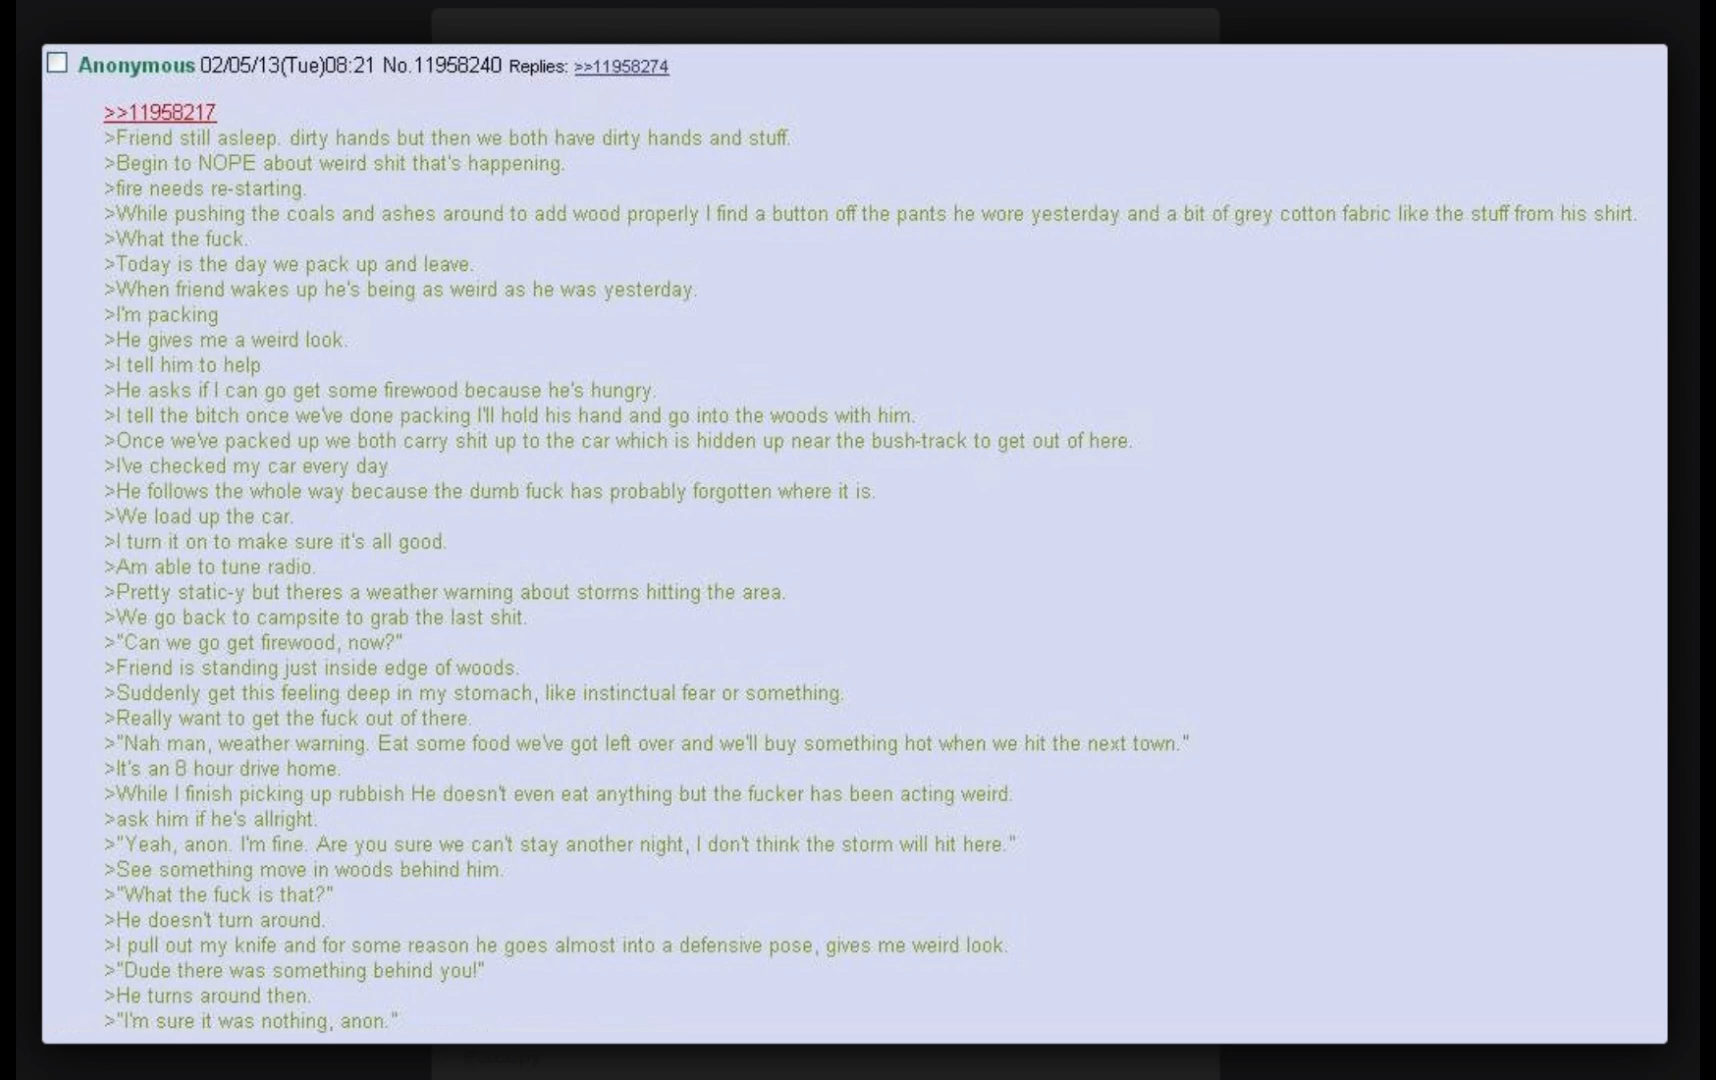 Anonymous 02/05/13(Tue)08:21 No.11958240 Replies: >>11958274
>>11958217
>Friend still asleep. dirty hands but then we both have dirty hands and stuff.
>Begin to NOPE about weird shit that's happening.
>fire needs re-starting.
>While pushing the coals and ashes around to add wood properly I find a button off the pants he wore yesterday and a bit of grey cotton fabric like the stuff from his shirt.
>What the fuck.
>Today is the day we pack up and leave.
>When friend wakes up he's being as weird as he was yesterday.
>I'm packing
>He gives me a weird look.
>I tell him to help
>He asks if I can go get some firewood because he's hungry.
>I tell the bitch once we've done packing I'll hold his hand and go into the woods with him.
>Once we've packed up we both carry shit up to the car which is hidden up near the bush-track to get out of here.
>I've checked my car every day
>He follows the whole way because the dumb fuck has probably forgotten where it is.
>We load up the car.
>I turn it on to make sure it's all good.
>Am able to tune radio.
>Pretty static-y but theres a weather warning about storms hitting the area.
>We go back to campsite to grab the last shit.
>"Can we go get firewood, now?"
>Friend is standing just inside edge of woods.
>Suddenly get this feeling deep in my stomach, like instinctual fear or something.
>Really want to get the fuck out of there.
>"Nah man, weather warning. Eat some food we've got left over and we'll buy something hot when we hit the next town."
>It's an 8 hour drive home.
>While I finish picking up rubbish He doesn't even eat anything but the fucker has been acting weird.
>ask him if he's allright.
>"Yeah, anon. I'm fine. Are you sure we can't stay another night, I don't think the storm will hit here."
>See something move in woods behind him.
>"What the fuck is that?"
>He doesn't turn around.
>I pull out my knife and for some reason he goes almost into a defensive pose, gives me weird look.
>"Dude there was something behind you!"
>He turns around then.
>"I'm sure it was nothing, anon."